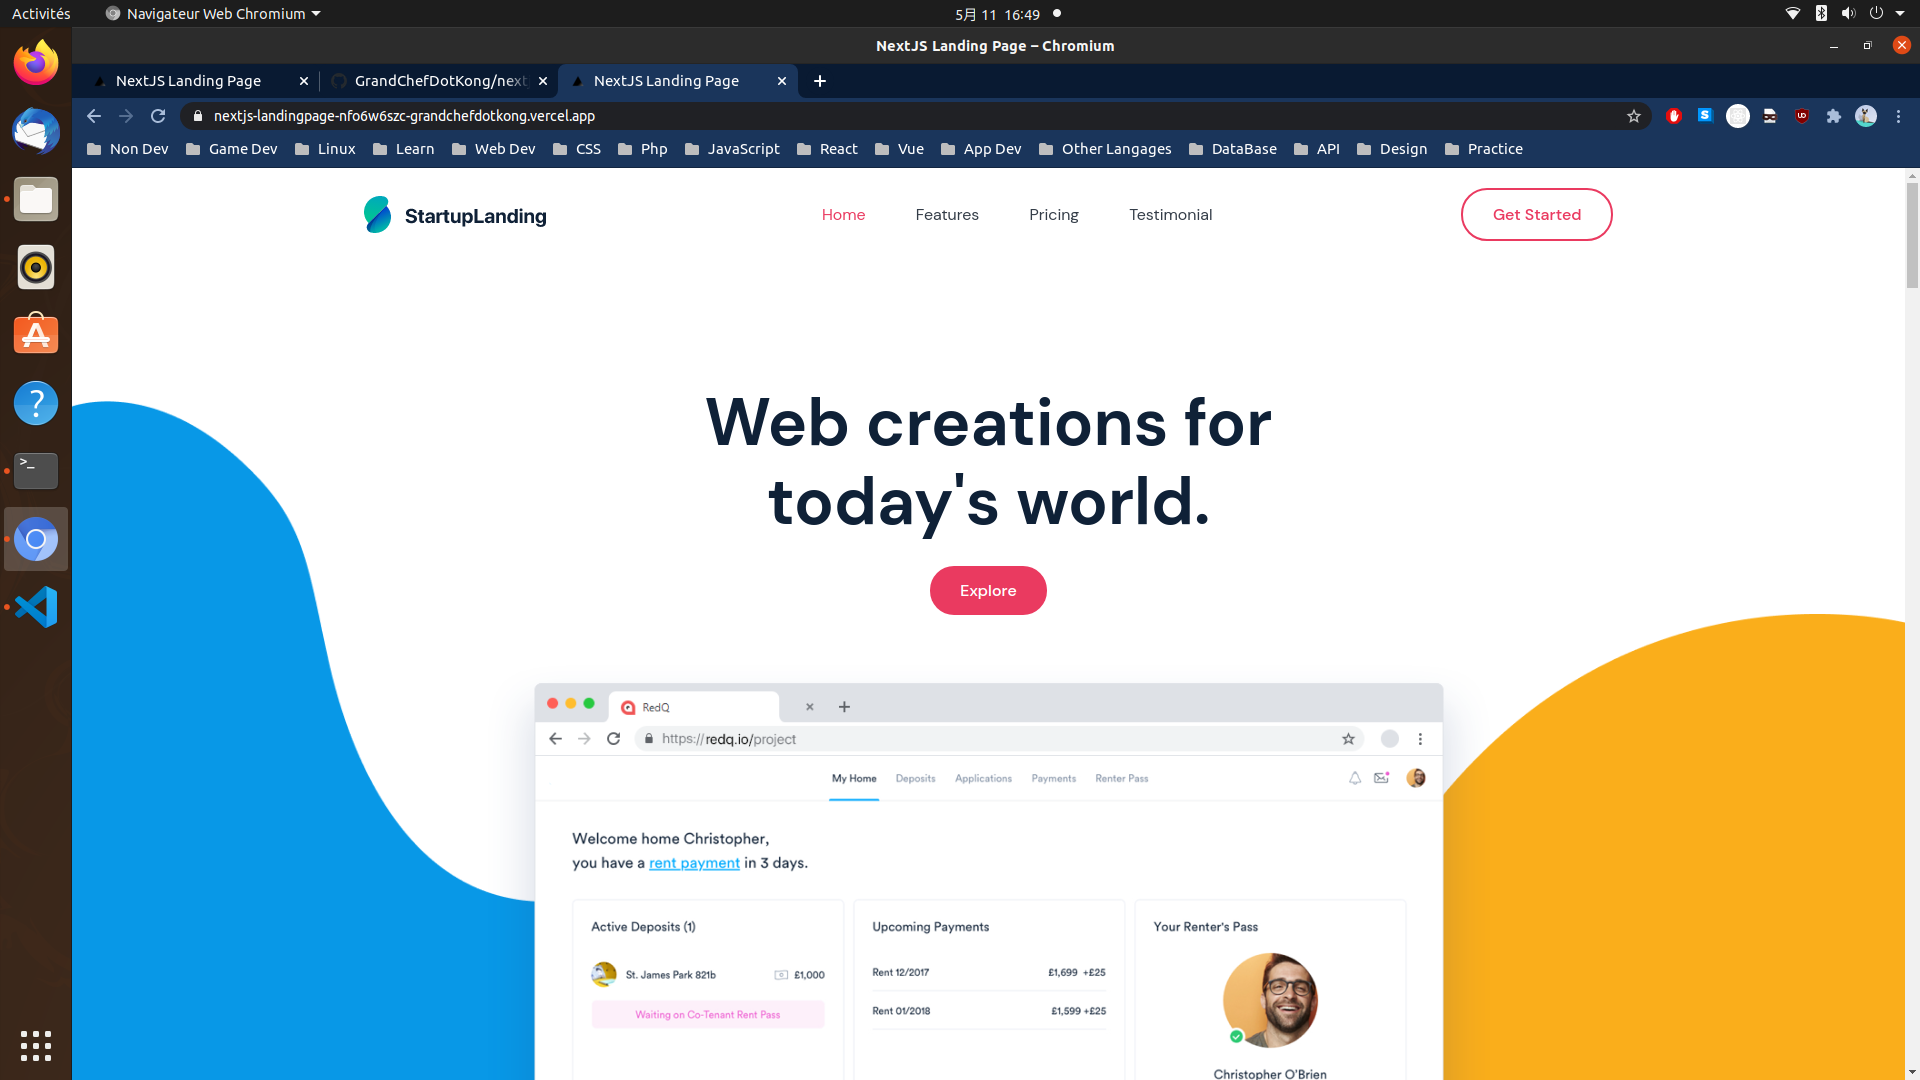 Activités
Navigateur Web Chromium
5月 11 16:49
NextJS Landing Page – Chromium
NextJS Landing Page
GrandChefDotKong/next
NextJS Landing Page
nextjs-landingpage-nfo6w6szc-grandchefdotkong.vercel.app
Non Dev
Game Dev
Linux
Learn
Web Dev
CSS
Php
JavaScript
React
Vue
App Dev
Other Langages
DataBase
API
Design
Practice
StartupLanding
Home
Features
Pricing
Testimonial
Get Started
Web creations for
today's world.
Explore
RedQ
https://redq.io/project
My Home
Deposits
Applications
Payments
Renter Pass
Welcome home Christopher,
you have a rent payment in 3 days.
Active Deposits (1)
St. James Park 821b
£1,000
Waiting on Co-Tenant Rent Pass
Upcoming Payments
Rent 12/2017
£1,699 +£25
Rent 01/2018
£1,599 +£25
Your Renter's Pass
Christopher O'Brien